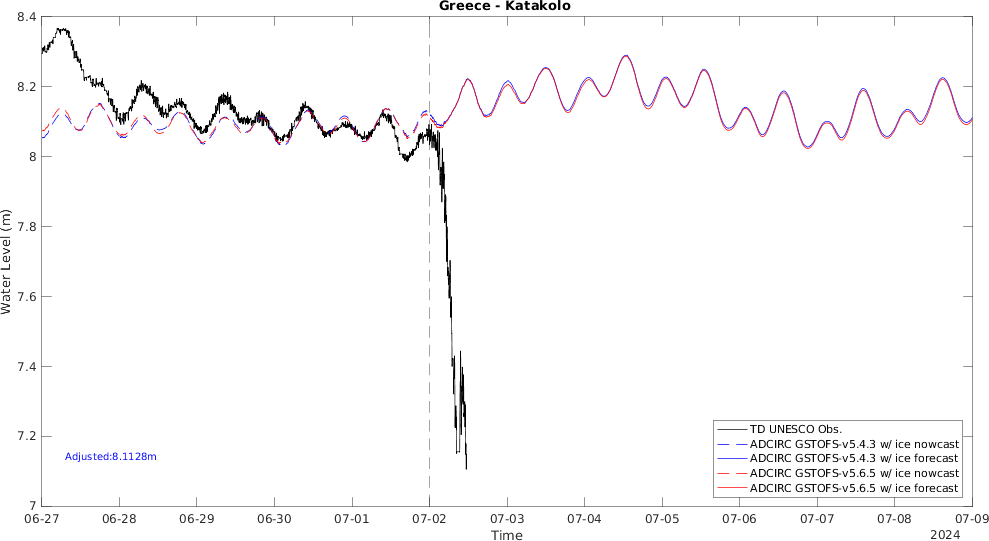 Greece - Katakolo
8.4
8.2
8
7.8
7.6
7.4
7.2
7
Water Level (m)
Adjusted:8.1128m
TD UNESCO Obs.
ADCIRC GSTOFS-v5.4.3 w/ ice nowcast
ADCIRC GSTOFS-v5.4.3 w/ ice forecast
ADCIRC GSTOFS-v5.6.5 w/ ice nowcast
ADCIRC GSTOFS-v5.6.5 w/ ice forecast
06-27 06-28 06-29 06-30 07-01 07-02 07-03 07-04 07-05 07-06 07-07 07-08 07-09
Time
2024